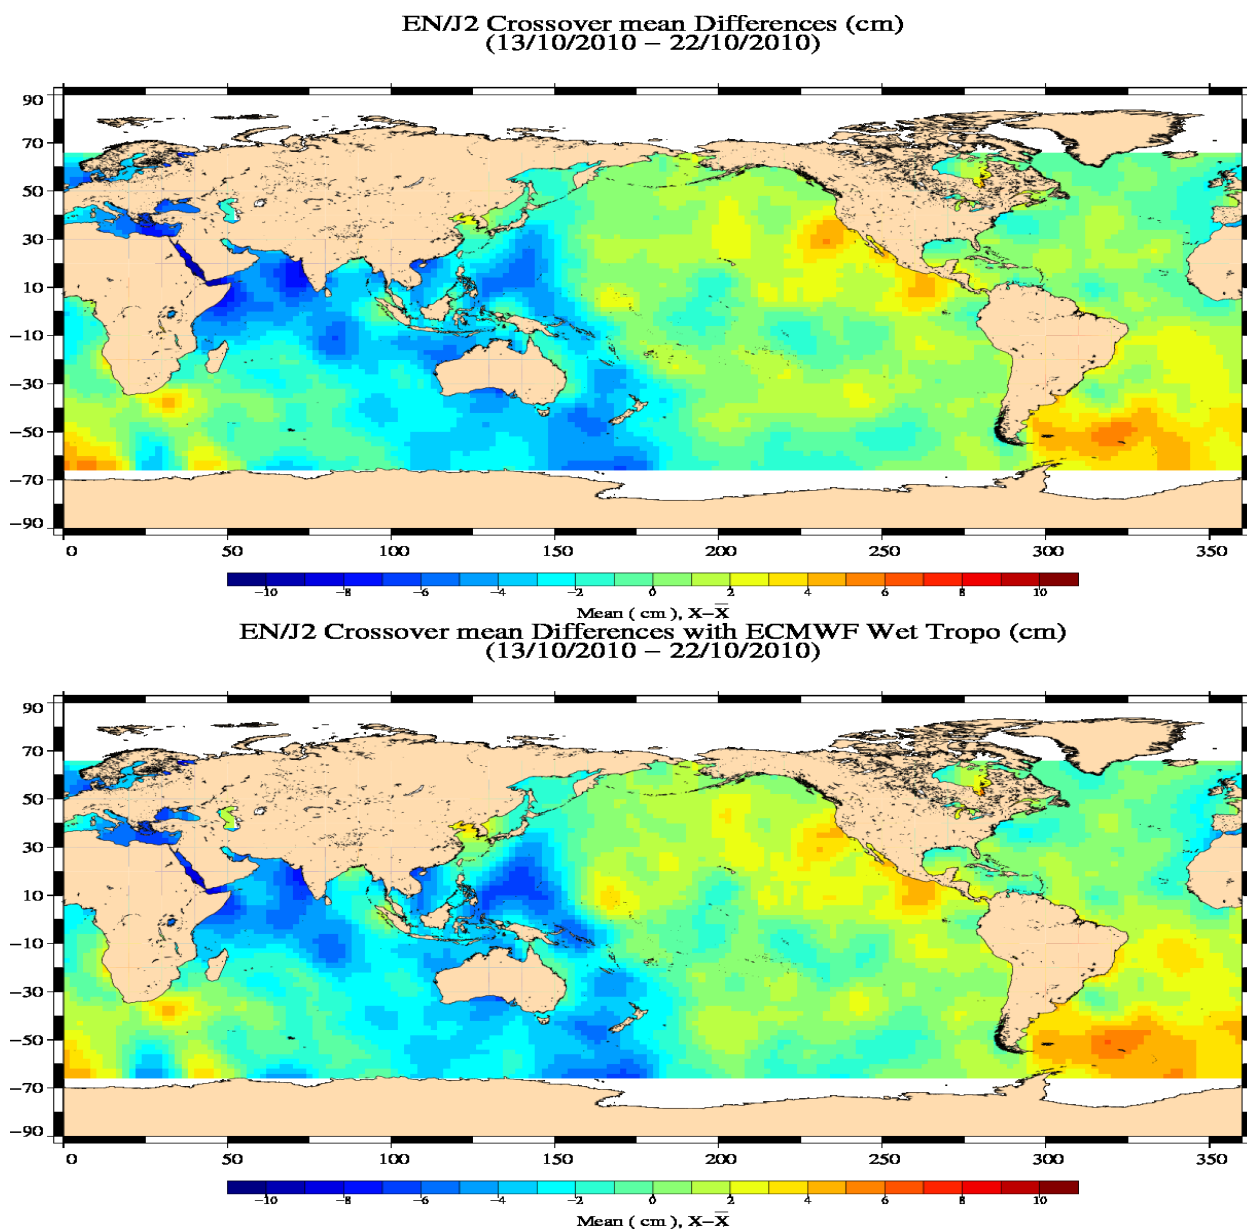 EN/J2 Crossover mean Differences (cm)
(13/10/2010 – 22/10/2010)
90
70
50
30
10
−10
−30
−50
−70
−90
0 50 100 150 200 250 300 350
−10 −8 −6 −4 −2 0 2 4 6 8 10
Mean ( cm ), X−X̅
EN/J2 Crossover mean Differences with ECMWF Wet Tropo (cm)
(13/10/2010 – 22/10/2010)
90
70
50
30
10
−10
−30
−50
−70
−90
0 50 100 150 200 250 300 350
−10 −8 −6 −4 −2 0 2 4 6 8 10
Mean ( cm ), X−X̅